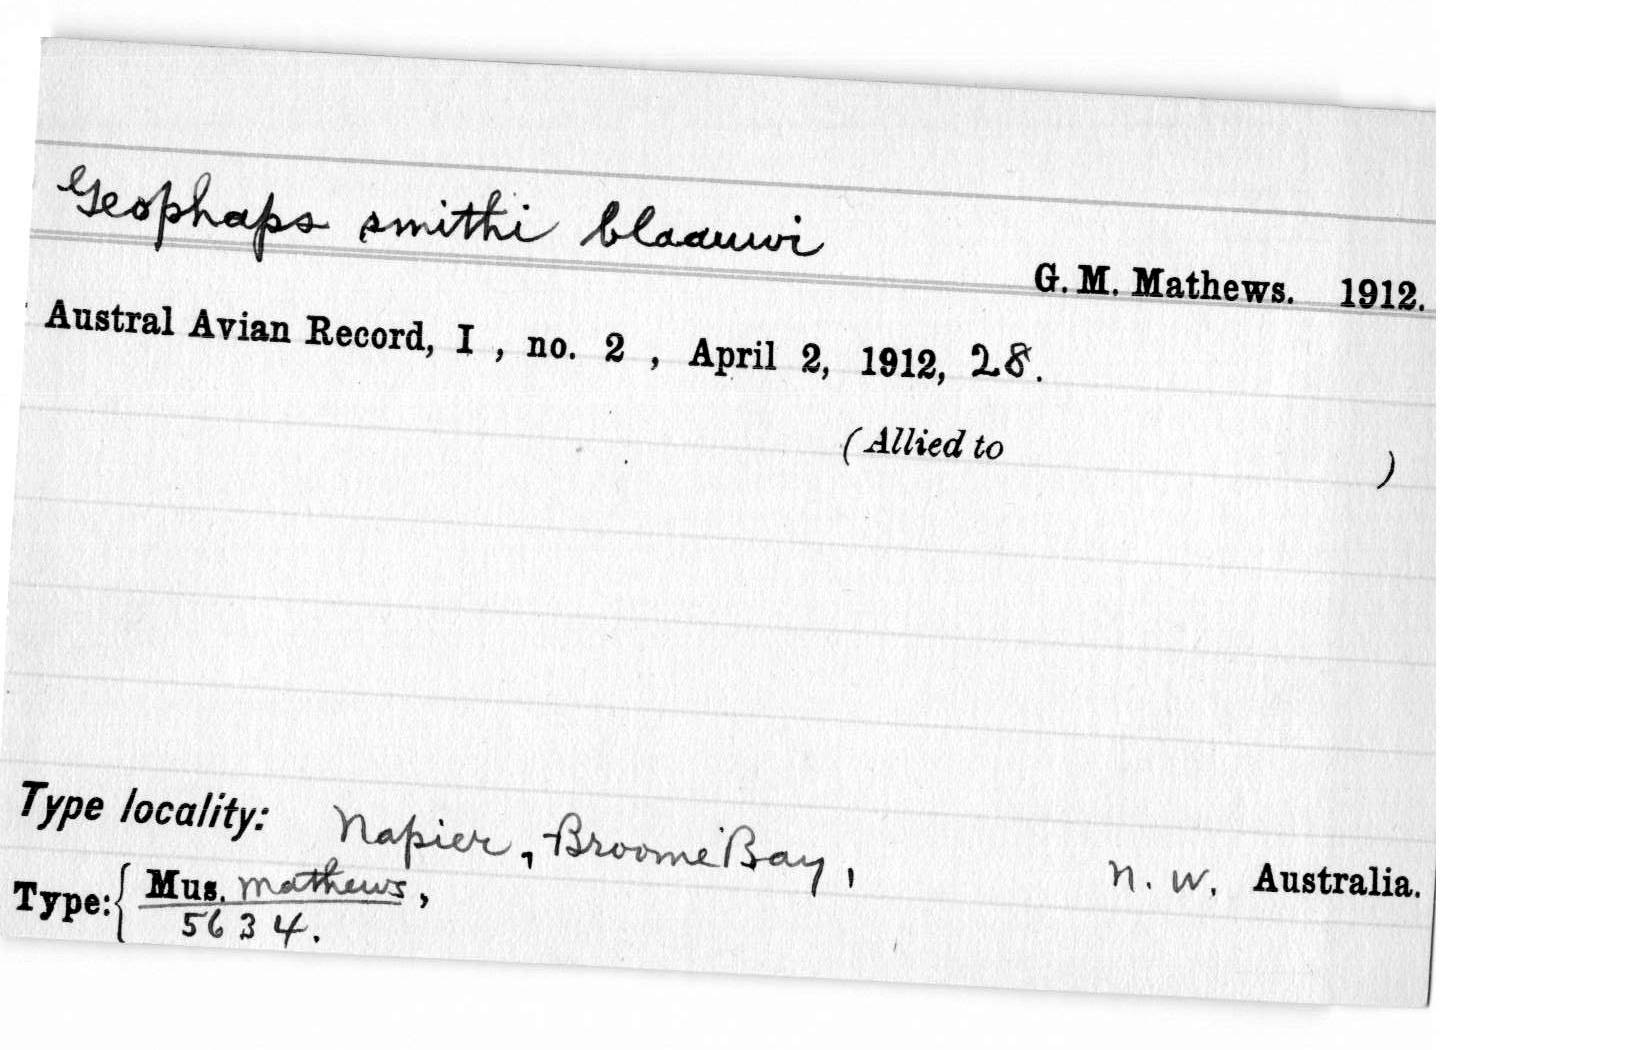 Geophaps smithi blaauwi
G. M. Mathews. 1912.
Austral Avian Record, I , no. 2 , April 2, 1912, 28.
(Allied to )
Type locality: Napier, Broome Bay, N. W. Australia.
Type: { Mus. Mathews,
5634.